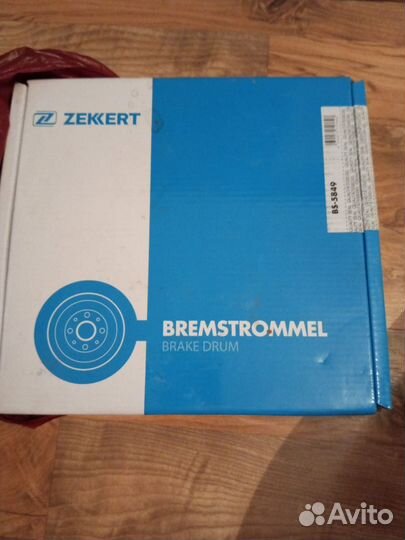 ZEKKERT
BS-5849
BREMSTROMMEL
BRAKE DRUM
Avito